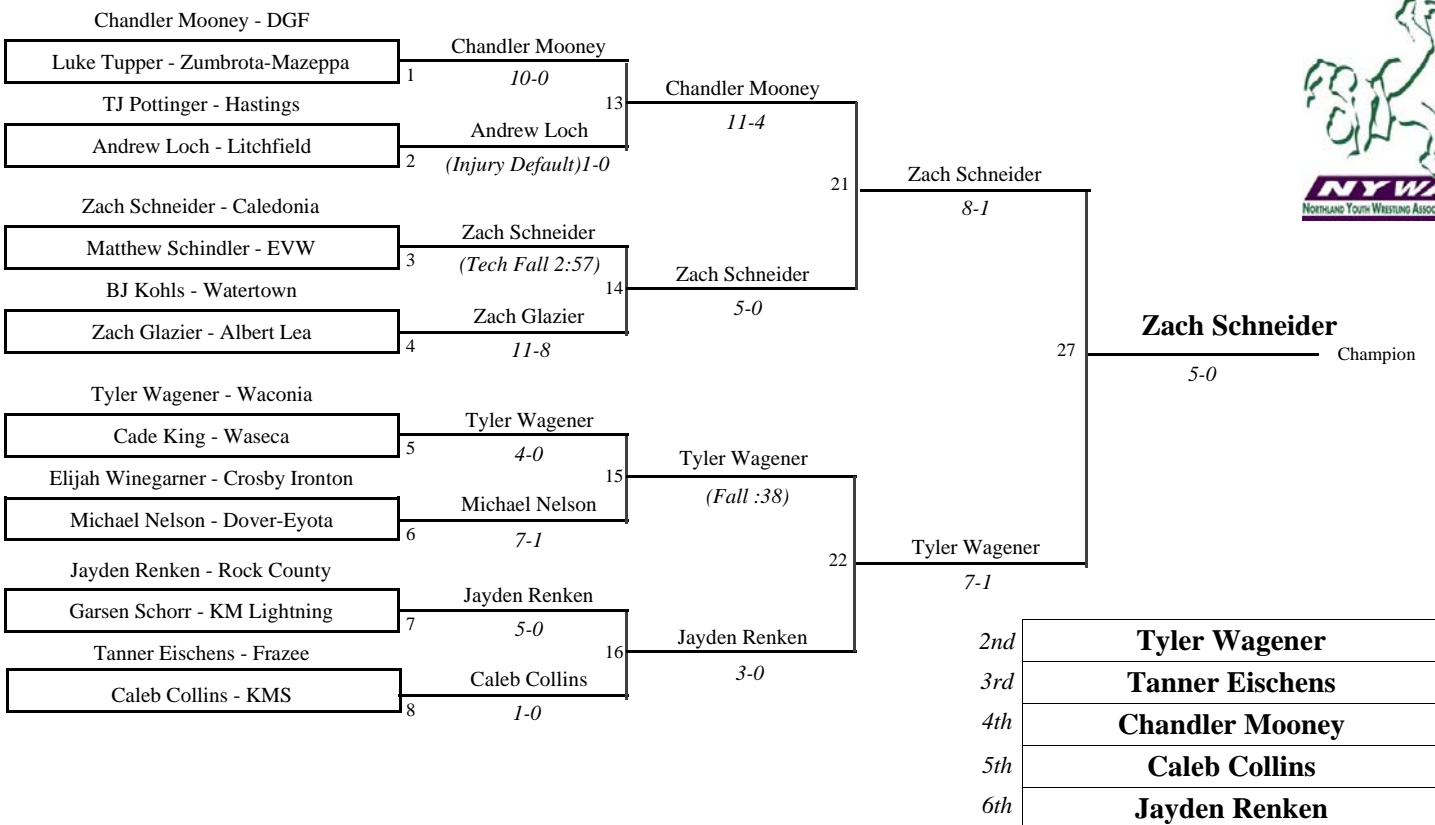 Chandler Mooney - DGF
Luke Tupper - Zumbrota-Mazeppa
1
TJ Pottinger - Hastings
Andrew Loch - Litchfield
2
Zach Schneider - Caledonia
Matthew Schindler - EVW
3
BJ Kohls - Watertown
Zach Glazier - Albert Lea
4
Tyler Wagener - Waconia
Cade King - Waseca
5
Elijah Winegarner - Crosby Ironton
Michael Nelson - Dover-Eyota
6
Jayden Renken - Rock County
Garsen Schorr - KM Lightning
7
Tanner Eischens - Frazee
Caleb Collins - KMS
8
Chandler Mooney
10-0
13
Andrew Loch
(Injury Default)1-0
Zach Schneider
(Tech Fall 2:57)
14
Zach Glazier
11-8
Tyler Wagener
4-0
15
Michael Nelson
7-1
Jayden Renken
5-0
16
Caleb Collins
1-0
Chandler Mooney
11-4
21
Zach Schneider
5-0
Tyler Wagener
(Fall :38)
22
Jayden Renken
3-0
Zach Schneider
8-1
27
Tyler Wagener
7-1
Zach Schneider
Champion
5-0
NYWA
Northland Youth Wrestling Assoc
2nd Tyler Wagener
3rd Tanner Eischens
4th Chandler Mooney
5th Caleb Collins
6th Jayden Renken